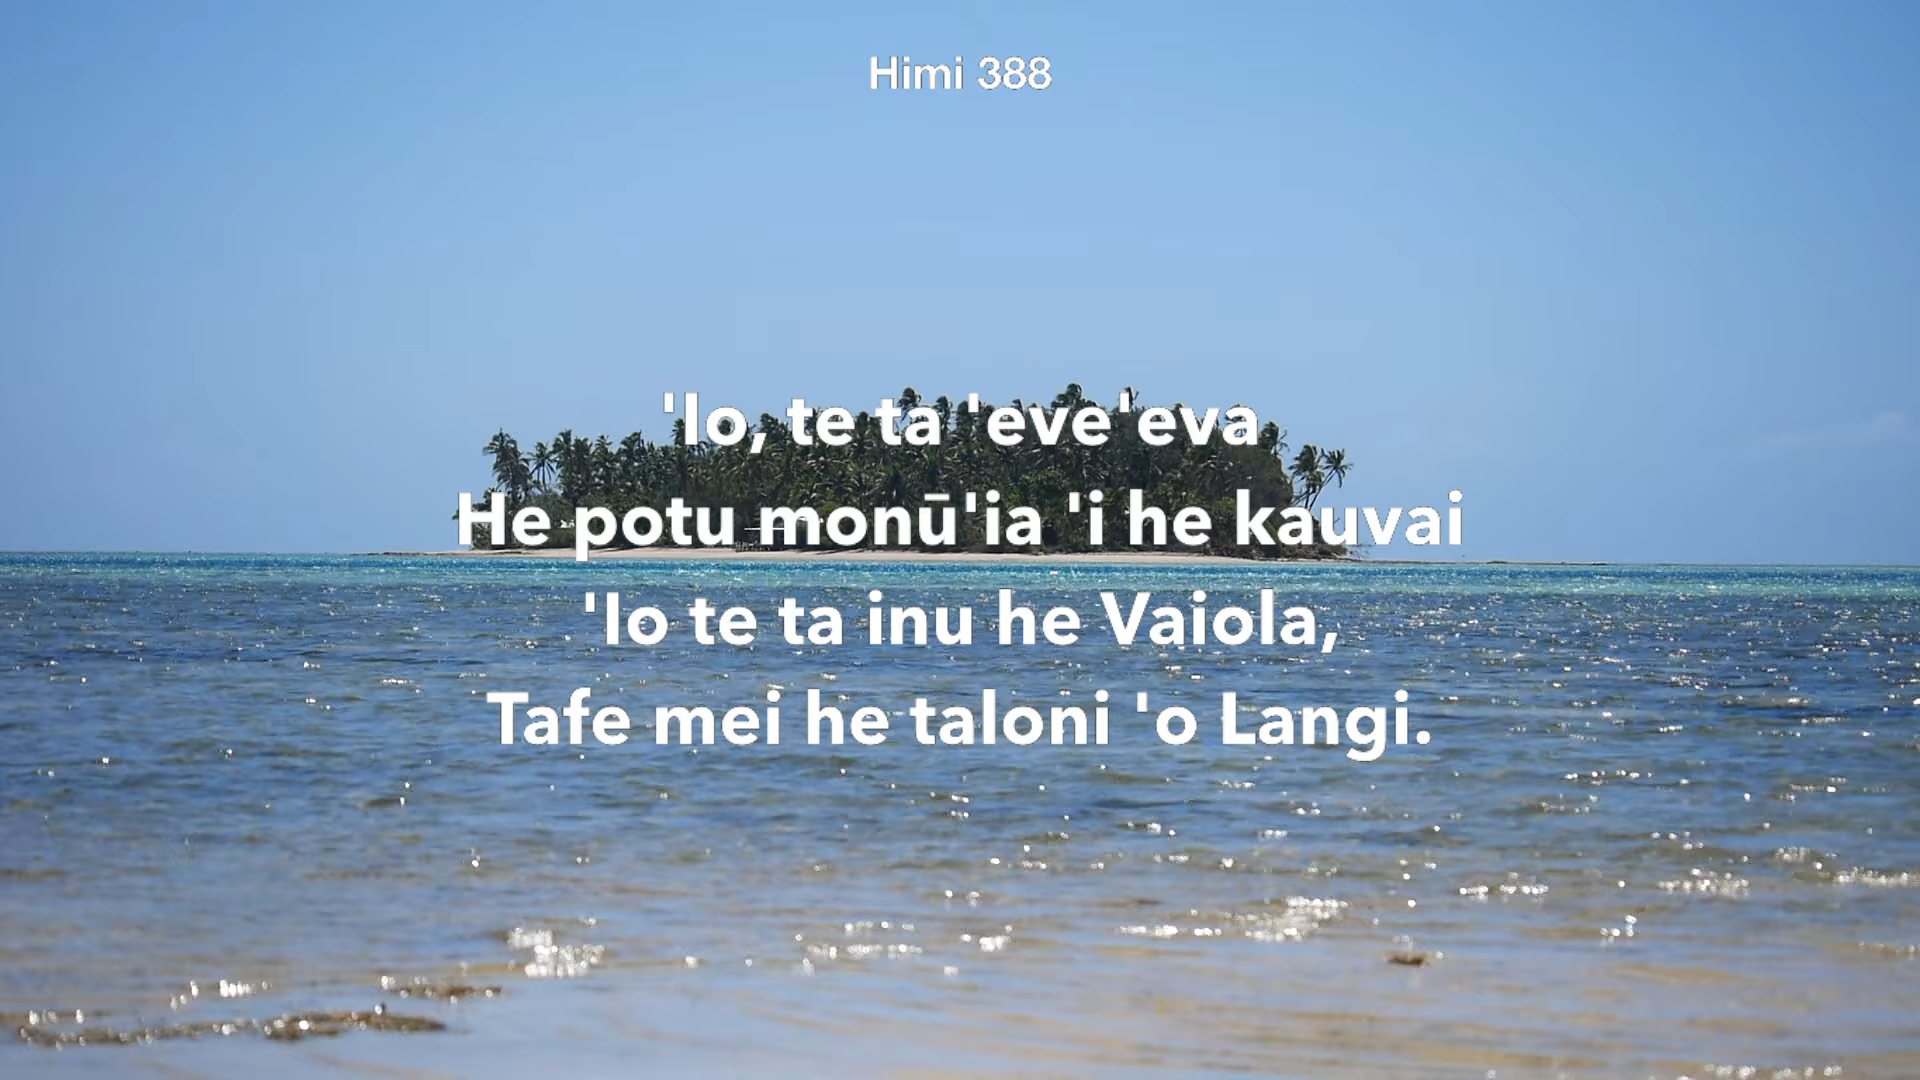 Himi 388
'Io, te ta 'eve'eva
He potu monū'ia 'i he kauvai
'Io te ta inu he Vaiola,
Tafe mei he taloni 'o Langi.